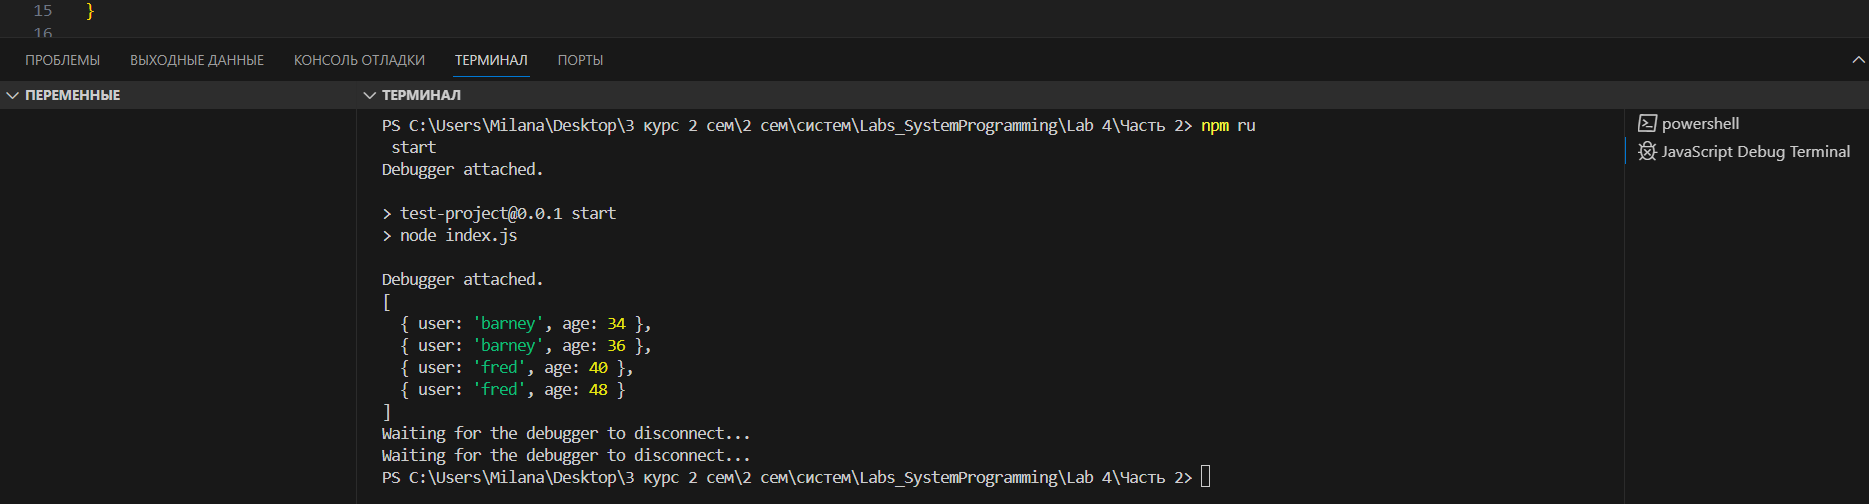 15 }
16
ПРОБЛЕМЫ ВЫХОДНЫЕ ДАННЫЕ КОНСОЛЬ ОТЛАДКИ ТЕРМИНАЛ ПОРТЫ
ПЕРЕМЕННЫЕ
ТЕРМИНАЛ
PS C:\Users\Milana\Desktop\3 курс 2 сем\2 сем\систем\Labs_SystemProgramming\Lab 4\Часть 2> npm ru
 start
Debugger attached.

> test-project@0.0.1 start
> node index.js

Debugger attached.
[
  { user: 'barney', age: 34 },
  { user: 'barney', age: 36 },
  { user: 'fred', age: 40 },
  { user: 'fred', age: 48 }
]
Waiting for the debugger to disconnect...
Waiting for the debugger to disconnect...
PS C:\Users\Milana\Desktop\3 курс 2 сем\2 сем\систем\Labs_SystemProgramming\Lab 4\Часть 2>
powershell
JavaScript Debug Terminal